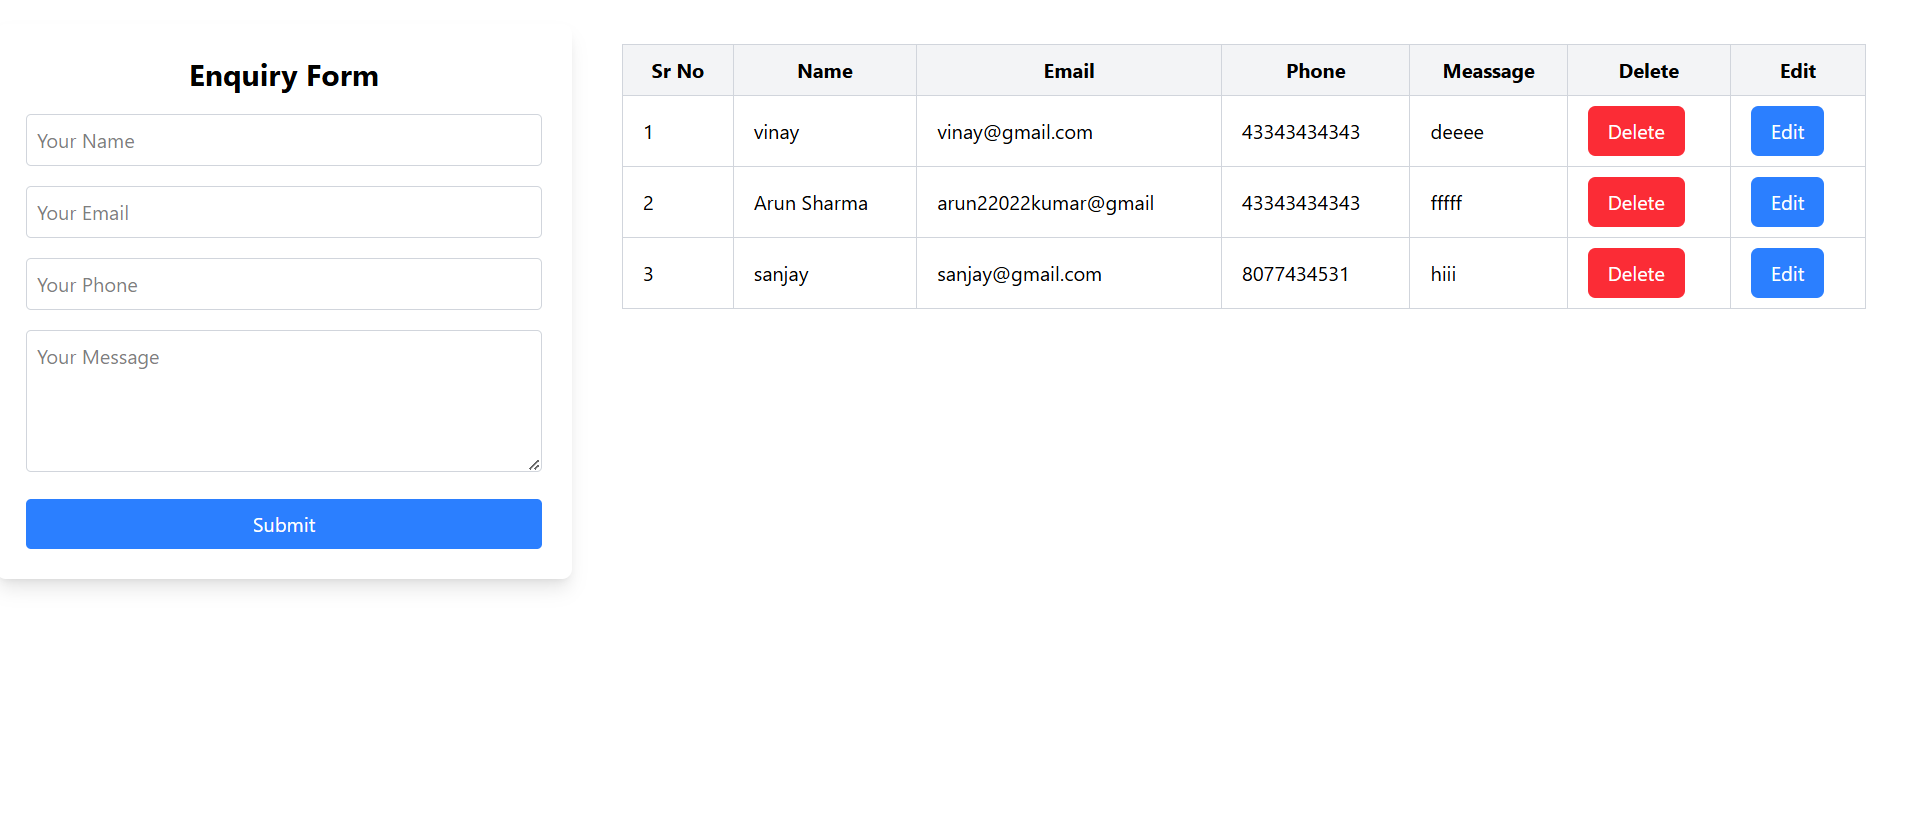 Enquiry Form
Your Name
Your Email
Your Phone
Your Message
Submit
Sr No Name Email Phone Meassage Delete Edit
1 vinay vinay@gmail.com 43343434343 deeee Delete Edit
2 Arun Sharma arun22022kumar@gmail 43343434343 fffff Delete Edit
3 sanjay sanjay@gmail.com 8077434531 hiii Delete Edit